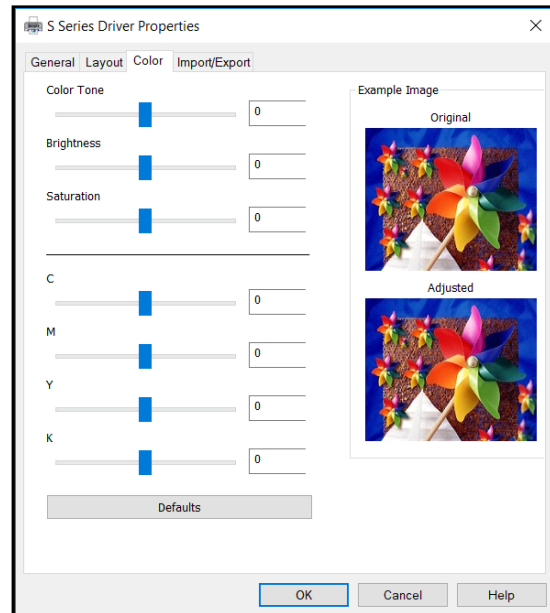 S Series Driver Properties
General Layout Color Import/Export
Color Tone
0
Brightness
0
Saturation
0
C
0
M
0
Y
0
K
0
Defaults
Example Image
Original
Adjusted
OK Cancel Help